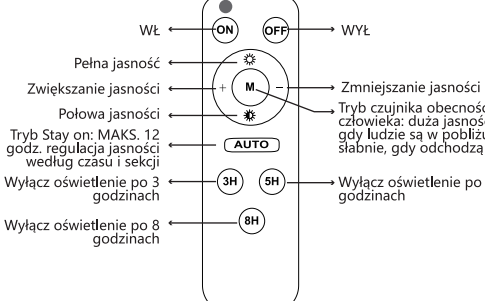 WŁ
ON
OFF
WYŁ
Pełna jasność
Zwiększanie jasności
+
M
−
Zmniejszanie jasności
Połowa jasności
Tryb czujnika obecnośc
człowieka: duża jasnoś
gdy ludzie są w pobliżu
słabnie, gdy odchodzą
Tryb Stay on: MAKS. 12
godz. regulacja jasności
według czasu i sekcji
AUTO
Wyłącz oświetlenie po 3
godzinach
3H
5H
Wyłącz oświetlenie po
godzinach
Wyłącz oświetlenie po 8
godzinach
8H